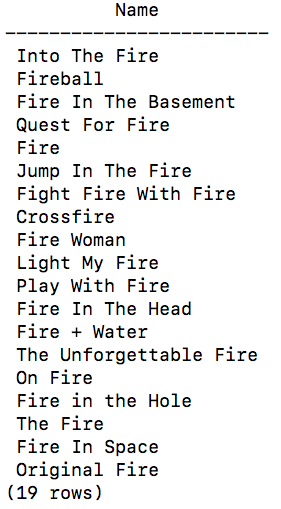 Name
-------------------------
Into The Fire
Fireball
Fire In The Basement
Quest For Fire
Fire
Jump In The Fire
Fight Fire With Fire
Crossfire
Fire Woman
Light My Fire
Play With Fire
Fire In The Head
Fire + Water
The Unforgettable Fire
On Fire
Fire in the Hole
The Fire
Fire In Space
Original Fire
(19 rows)